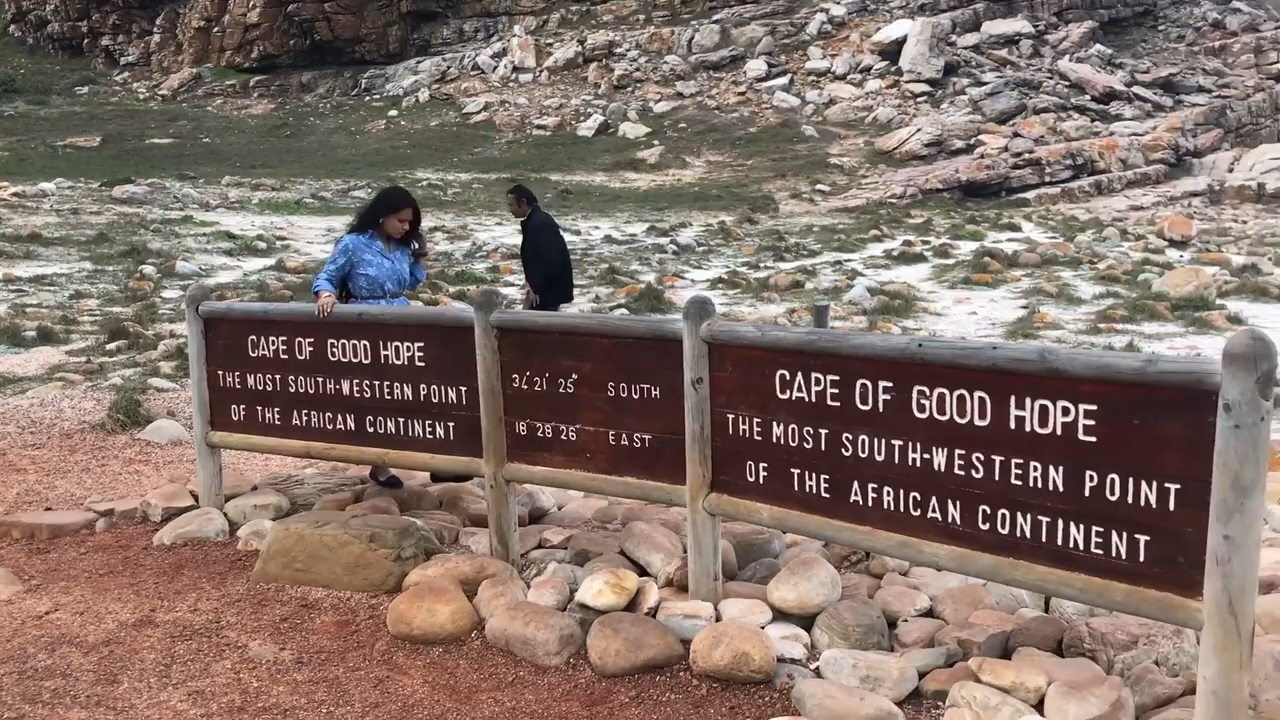 CAPE OF GOOD HOPE
THE MOST SOUTH-WESTERN POINT
OF THE AFRICAN CONTINENT
34° 21' 25" SOUTH
18° 28' 26" EAST
CAPE OF GOOD HOPE
THE MOST SOUTH-WESTERN POINT
OF THE AFRICAN CONTINENT